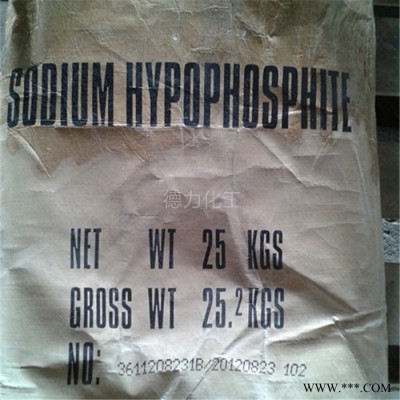 SODIUM HYPOPHOSPHITE
德力化工
NET WT 25 KGS
GROSS WT 25.2 KGS
NO: 3611208231B/20120823 102
www.***.com